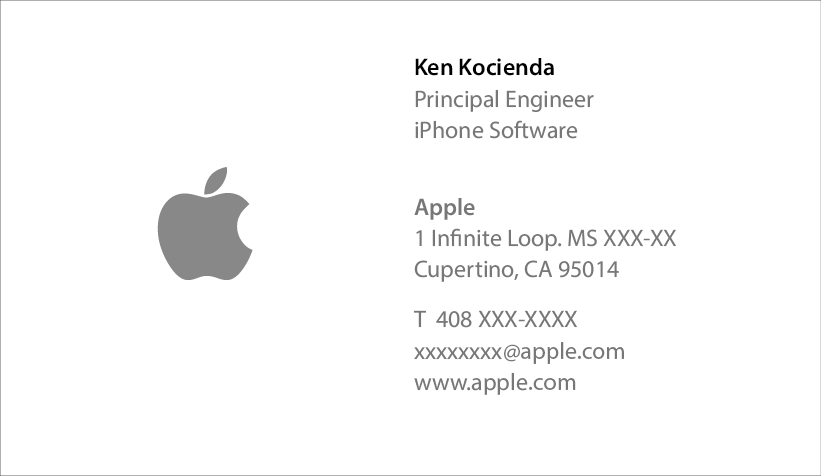 Ken Kocienda
Principal Engineer
iPhone Software
Apple
1 Infinite Loop. MS XXX-XX
Cupertino, CA 95014
T 408 XXX-XXXX
xxxxxxxx@apple.com
www.apple.com